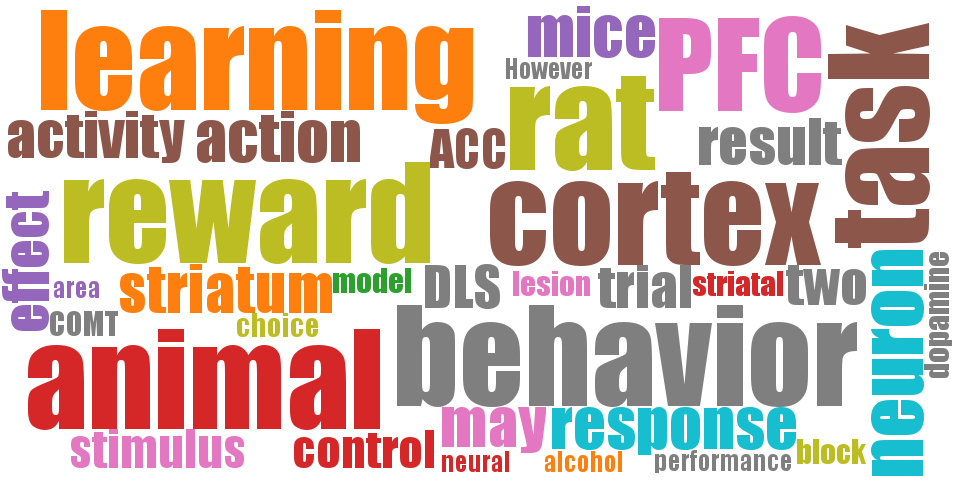 learning
mice
However
PFC
task
activity
action
ACC
rat
result
reward
cortex
effect
area
striatum
model
DLS
lesion
trial
striatal
two
COMT
choice
behavior
neuron
dopamine
animal
may
response
stimulus
control
neural
alcohol
performance
block